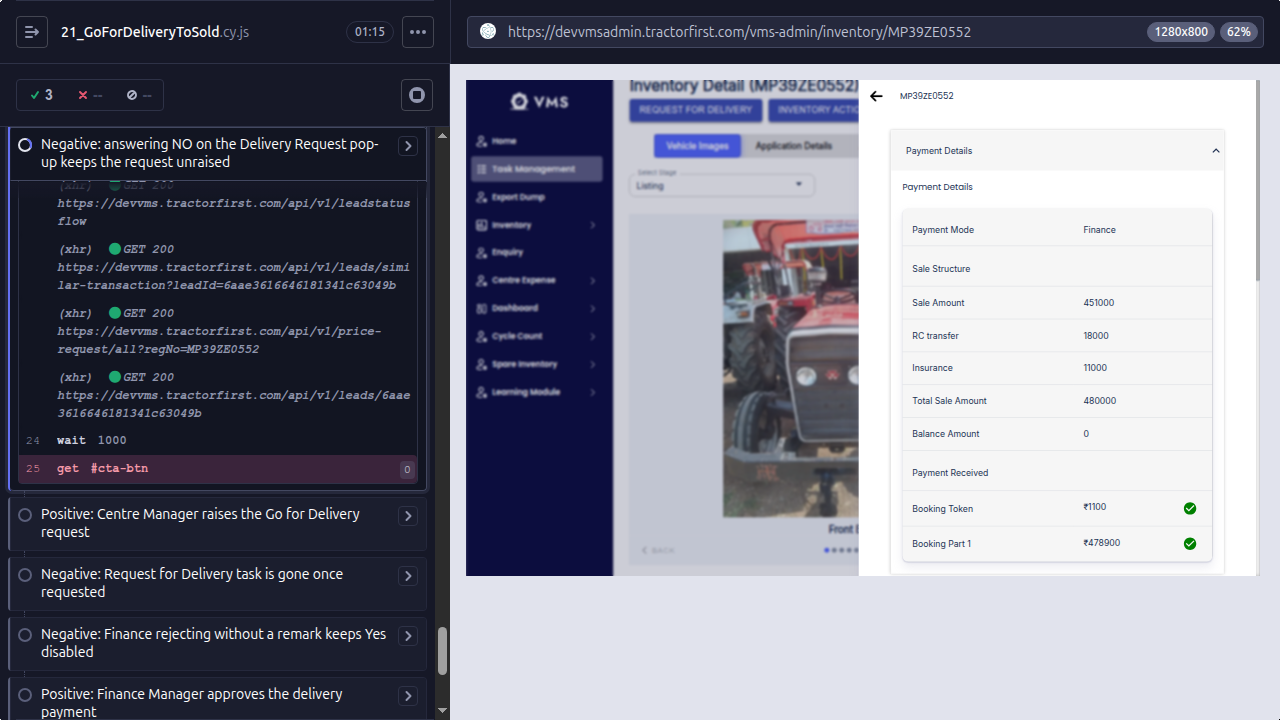 21_GoForDeliveryToSold.cy.js
01:15
https://devvmsadmin.tractorfirst.com/vms-admin/inventory/MP39ZE0552
1280x800
62%
3
--
--
Negative: answering NO on the Delivery Request pop-
up keeps the request unraised
(xhr) GET 200
https://devvms.tractorfirst.com/api/v1/leadstatus
flow
(xhr) GET 200
https://devvms.tractorfirst.com/api/v1/leads/simi
lar-transaction?leadId=6aae3616646181341c63049b
(xhr) GET 200
https://devvms.tractorfirst.com/api/v1/price-
request/all?regNo=MP39ZE0552
(xhr) GET 200
https://devvms.tractorfirst.com/api/v1/leads/6aae
3616646181341c63049b
24 wait 1000
25 get #cta-btn 0
Positive: Centre Manager raises the Go for Delivery
request
Negative: Request for Delivery task is gone once
requested
Negative: Finance rejecting without a remark keeps Yes
disabled
Positive: Finance Manager approves the delivery
payment
VMS
Home
Task Management
Export Dump
Inventory
Enquiry
Centre Expense
Dashboard
Cycle Count
Spare Inventory
Learning Module
Inventory Detail (MP39ZE0552)
REQUEST FOR DELIVERY
INVENTORY ACTIO
Vehicle Images
Application Details
Select Stage
Listing
Front
BACK
MP39ZE0552
Payment Details
Payment Details
Payment Mode Finance
Sale Structure
Sale Amount 451000
RC transfer 18000
Insurance 11000
Total Sale Amount 480000
Balance Amount 0
Payment Received
Booking Token ₹1100
Booking Part 1 ₹478900